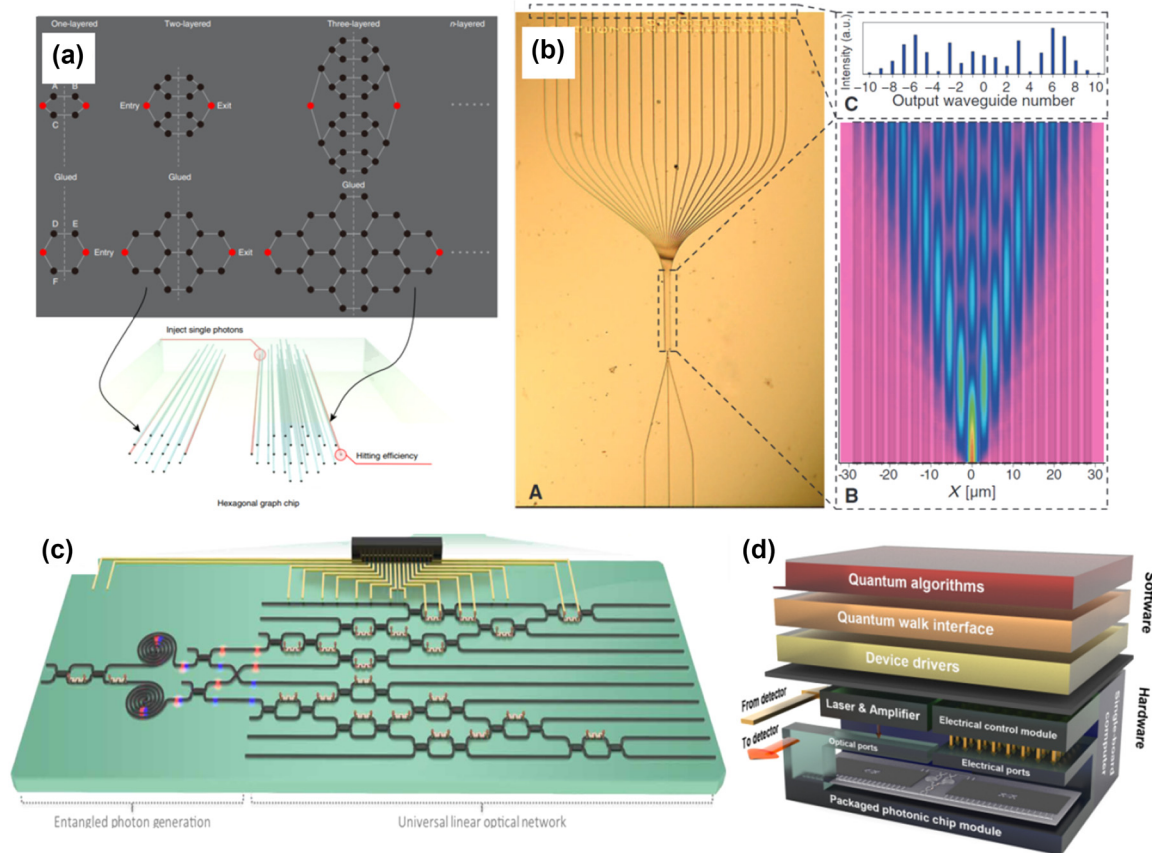 (a)
One-layered Two-layered Three-layered n-layered
A B
Entry Exit
C
Glued Glued Glued
D E
Entry Exit Exit
F
Inject single photons
Hitting efficiency
Hexagonal graph chip
(b)
A
Intensity (a.u.)
−10 −8 −6 −4 −2 0 2 4 6 8 10
C Output waveguide number
-30 -20 -10 0 10 20 30
B X [µm]
(c)
Entangled photon generation Universal linear optical network
(d)
Quantum algorithms
Quantum walk interface
Device drivers
Software
From detector
Laser & Amplifier
Electrical control module
To detector
Optical ports
Electrical ports
Packaged photonic chip module
Single-board
computer
Hardware